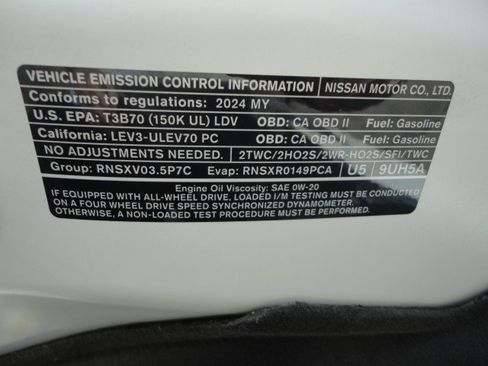 VEHICLE EMISSION CONTROL INFORMATION NISSAN MOTOR CO., LTD.
Conforms to regulations: 2024 MY
U.S. EPA: T3B70 (150K UL) LDV OBD: CA OBD II Fuel: Gasoline
California: LEV3-ULEV70 PC OBD: CA OBD II Fuel: Gasoline
NO ADJUSTMENTS NEEDED. 2TWC/2HO2S/2WR-HO2S/SFI/TWC
Group: RNSXV03.5P7C Evap: RNSXR0149PCA U5 9UH5A
Engine Oil Viscosity: SAE 0W-20
IF EQUIPPED WITH ALL-WHEEL DRIVE, LOADED I/M TESTING MUST BE CONDUCTED
ON A FOUR WHEEL DRIVE SPEED SYNCHRONIZED DYNAMOMETER.
OTHERWISE, A NON-LOADED TEST PROCEDURE MUST BE PERFORMED.